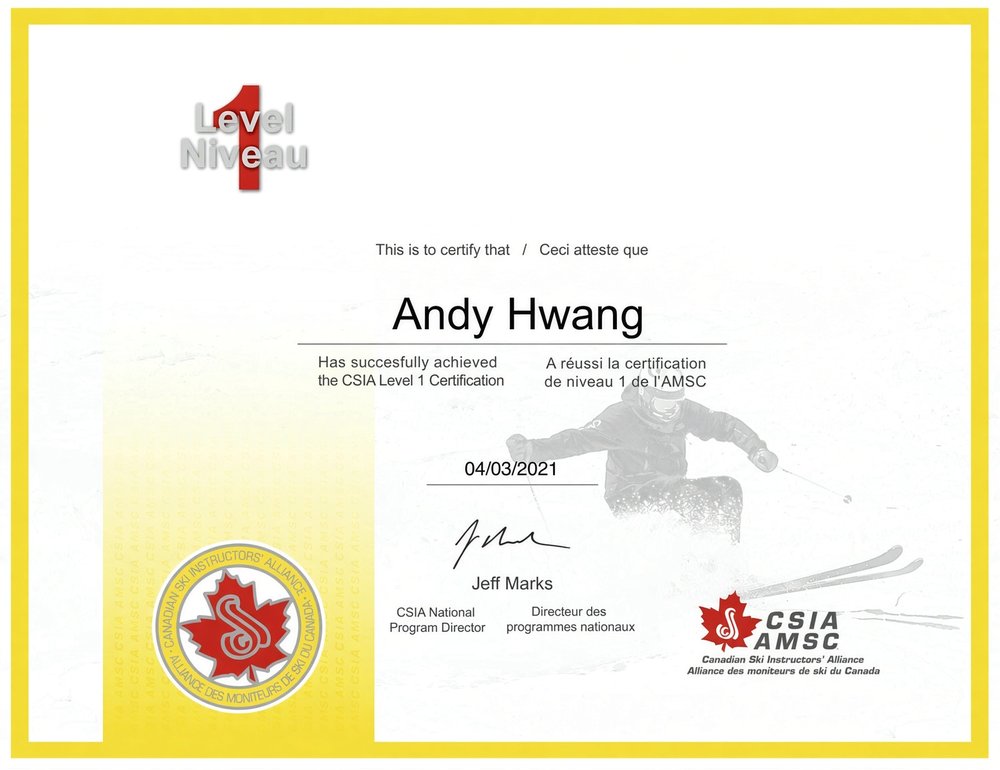 1
Level
Niveau
This is to certify that / Ceci atteste que
Andy Hwang
Has succesfully achieved
the CSIA Level 1 Certification
A réussi la certification
de niveau 1 de l'AMSC
04/03/2021
Jeff Marks
CSIA National
Program Director
Directeur des
programmes nationaux
CANADIAN SKI INSTRUCTORS' ALLIANCE
ALLIANCE DES MONITEURS DE SKI DU CANADA
CSIA
AMSC
Canadian Ski Instructors' Alliance
Alliance des moniteurs de ski du Canada